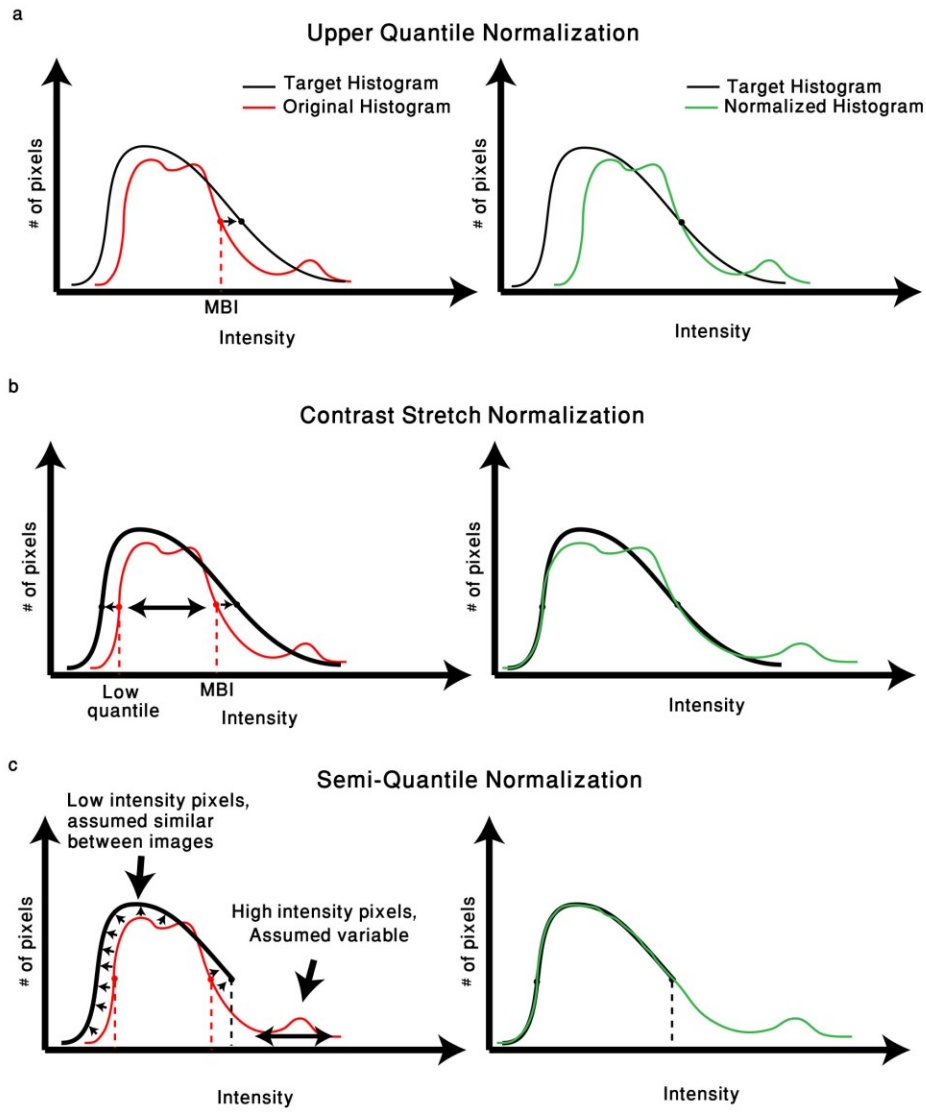 a
Upper Quantile Normalization
Target Histogram
Original Histogram
# of pixels
MBI
Intensity
Target Histogram
Normalized Histogram
# of pixels
Intensity
b
Contrast Stretch Normalization
# of pixels
Low
quantile
MBI
Intensity
# of pixels
Intensity
c
Semi-Quantile Normalization
Low intensity pixels,
assumed similar
between images
High intensity pixels,
Assumed variable
# of pixels
Intensity
# of pixels
Intensity